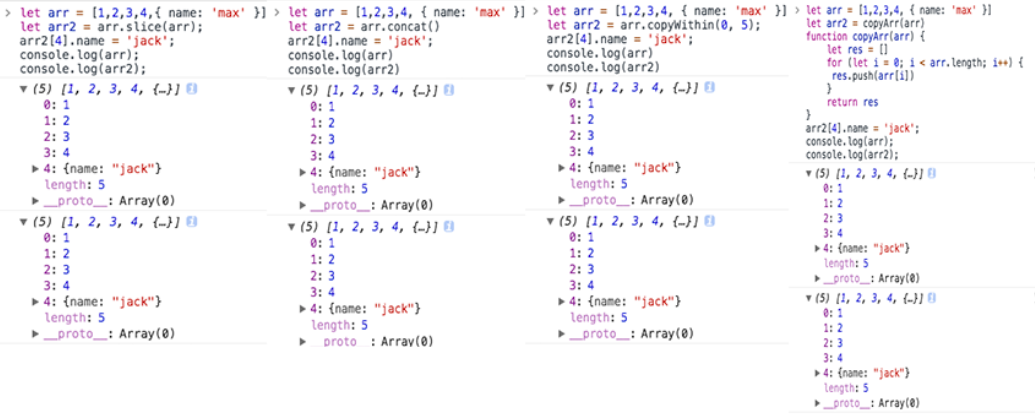 > let arr = [1,2,3,4,{ name: 'max' }]
let arr2 = arr.slice(arr);
arr2[4].name = 'jack';
console.log(arr);
console.log(arr2);
▼ (5) [1, 2, 3, 4, {…}] i
0: 1
1: 2
2: 3
3: 4
▶ 4: {name: "jack"}
length: 5
▶ __proto__: Array(0)
▼ (5) [1, 2, 3, 4, {…}] i
0: 1
1: 2
2: 3
3: 4
▶ 4: {name: "jack"}
length: 5
▶ __proto__: Array(0)
> let arr = [1,2,3,4, { name: 'max' }]
let arr2 = arr.concat()
arr2[4].name = 'jack';
console.log(arr)
console.log(arr2)
▼ (5) [1, 2, 3, 4, {…}] i
0: 1
1: 2
2: 3
3: 4
▶ 4: {name: "jack"}
length: 5
▶ __proto__: Array(0)
▼ (5) [1, 2, 3, 4, {…}] i
0: 1
1: 2
2: 3
3: 4
▶ 4: {name: "jack"}
length: 5
▶ __proto__: Array(0)
> let arr = [1,2,3,4, { name: 'max' }]
let arr2 = arr.copyWithin(0, 5);
arr2[4].name = 'jack';
console.log(arr)
console.log(arr2)
▼ (5) [1, 2, 3, 4, {…}] i
0: 1
1: 2
2: 3
3: 4
▶ 4: {name: "jack"}
length: 5
▶ __proto__: Array(0)
▼ (5) [1, 2, 3, 4, {…}] i
0: 1
1: 2
2: 3
3: 4
▶ 4: {name: "jack"}
length: 5
▶ __proto__: Array(0)
> let arr = [1,2,3,4, { name: 'max' }]
let arr2 = copyArr(arr)
function copyArr(arr) {
let res = []
for (let i = 0; i < arr.length; i++) {
res.push(arr[i])
}
return res
}
arr2[4].name = 'jack';
console.log(arr);
console.log(arr2);
▼ (5) [1, 2, 3, 4, {…}] i
0: 1
1: 2
2: 3
3: 4
▶ 4: {name: "jack"}
length: 5
▶ __proto__: Array(0)
▼ (5) [1, 2, 3, 4, {…}] i
0: 1
1: 2
2: 3
3: 4
▶ 4: {name: "jack"}
length: 5
▶ __proto__: Array(0)